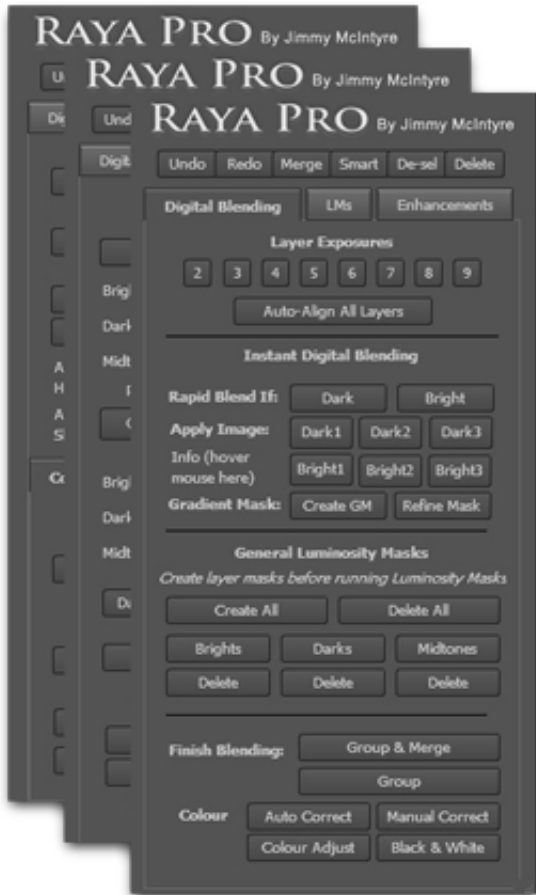 RAYA PRO By Jimmy McIntyre
RAYA PRO By Jimmy McIntyre
RAYA PRO By Jimmy McIntyre
Undo Redo Merge Smart De-sel Delete
Digital Blending LMs Enhancements
Layer Exposures
2 3 4 5 6 7 8 9
Auto-Align All Layers
Instant Digital Blending
Rapid Blend If: Dark Bright
Apply Image: Dark1 Dark2 Dark3
Info (hover
mouse here) Bright1 Bright2 Bright3
Gradient Mask: Create GM Refine Mask
General Luminosity Masks
Create layer masks before running Luminosity Masks
Create All Delete All
Brights Darks Midtones
Delete Delete Delete
Finish Blending: Group & Merge
Group
Colour Auto Correct Manual Correct
Colour Adjust Black & White